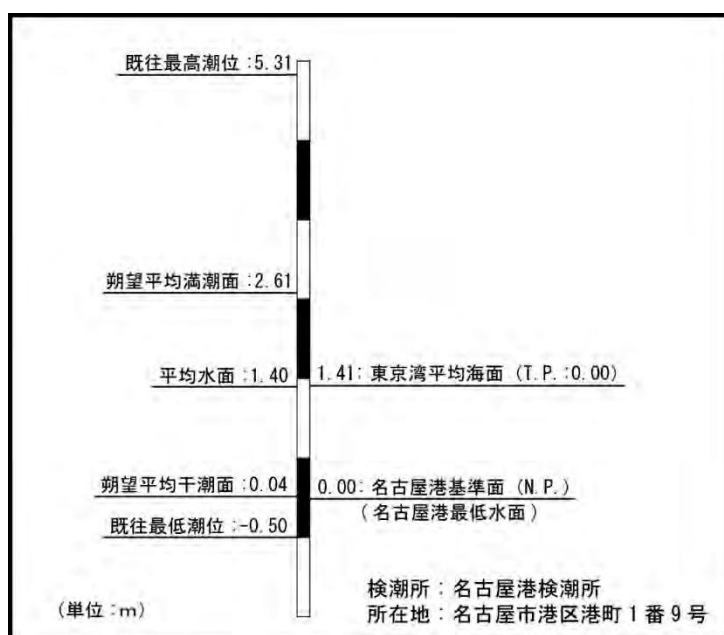 既往最高潮位:5.31
朔望平均満潮面:2.61
平均水面:1.40
1.41: 東京湾平均海面 (T.P.:0.00)
朔望平均干潮面:0.04
0.00: 名古屋港基準面 (N.P.)
(名古屋港最低水面)
既往最低潮位:-0.50
検潮所:名古屋港検潮所
(単位:m)
所在地:名古屋市港区港町1番9号